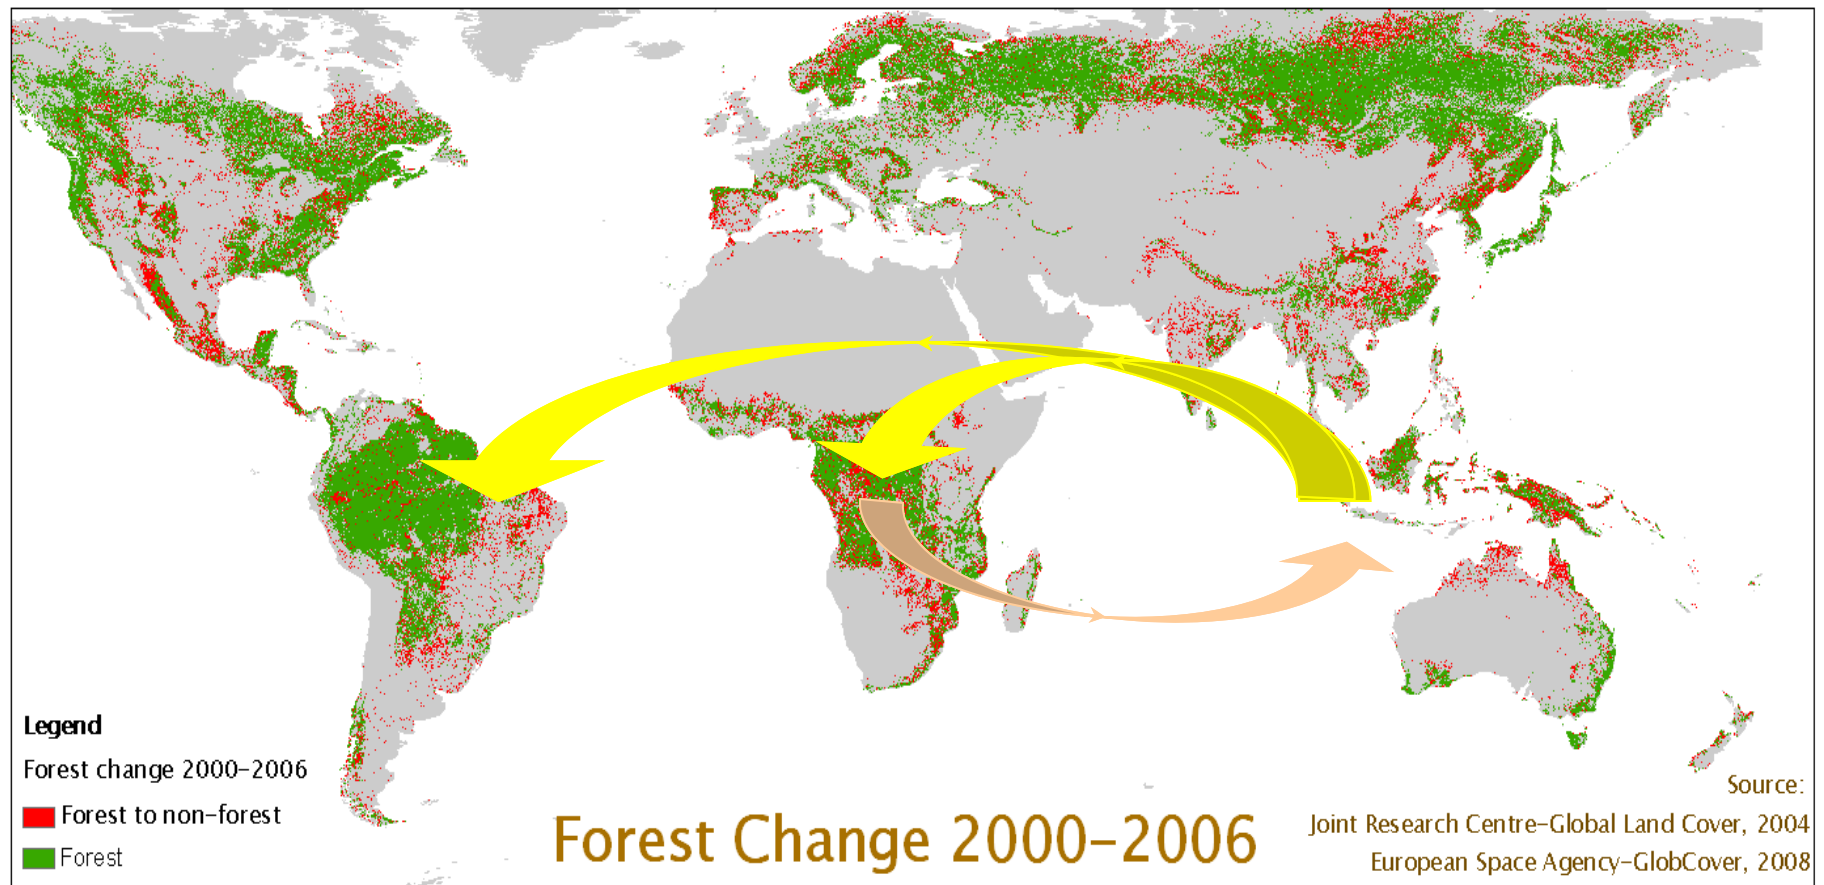 Legend
Forest change 2000-2006
Forest to non-forest
Forest
Forest Change 2000-2006
Source:
Joint Research Centre-Global Land Cover, 2004
European Space Agency-GlobCover, 2008